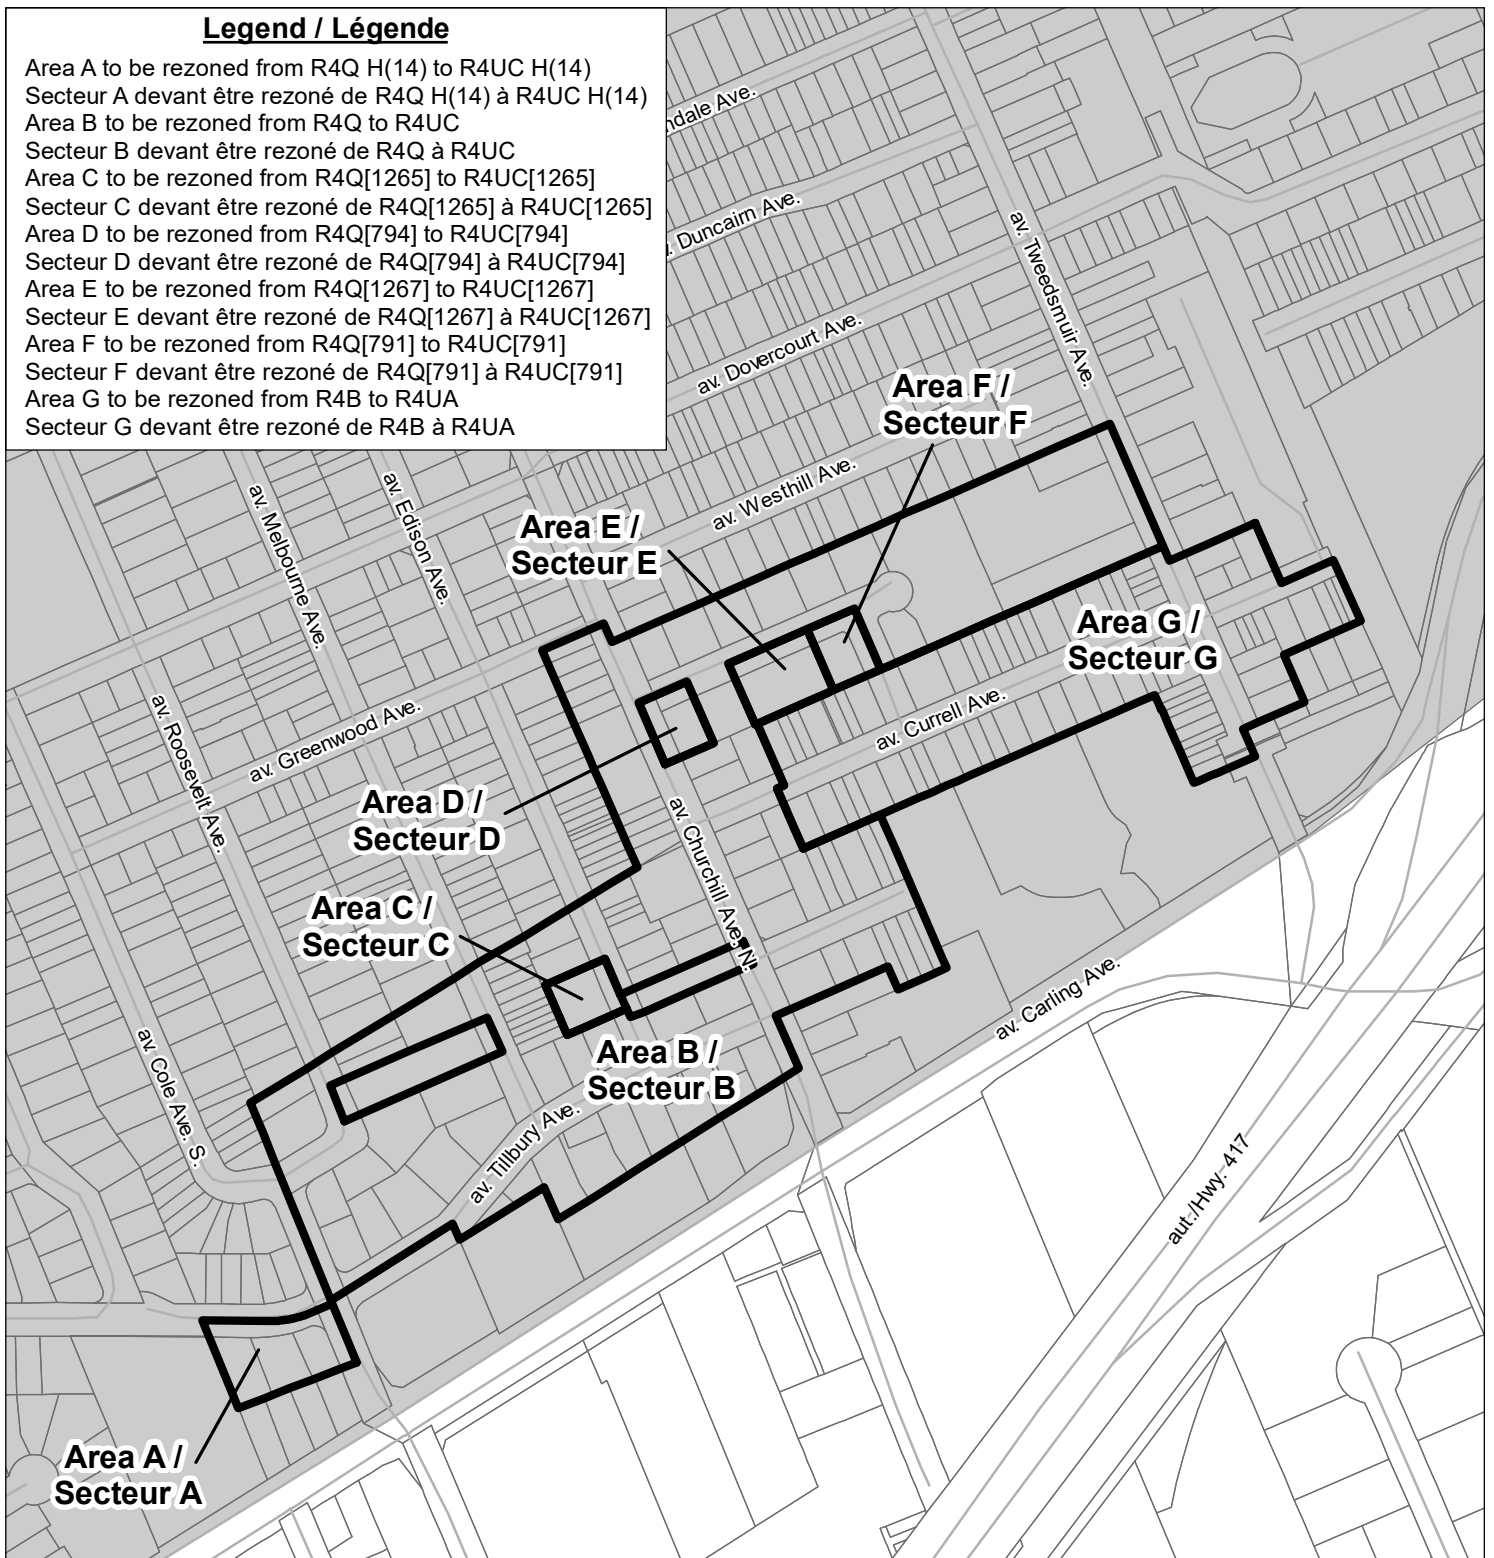 Legend / Légende
Area A to be rezoned from R4Q H(14) to R4UC H(14)
Secteur A devant être rezoné de R4Q H(14) à R4UC H(14)
Area B to be rezoned from R4Q to R4UC
Secteur B devant être rezoné de R4Q à R4UC
Area C to be rezoned from R4Q[1265] to R4UC[1265]
Secteur C devant être rezoné de R4Q[1265] à R4UC[1265]
Area D to be rezoned from R4Q[794] to R4UC[794]
Secteur D devant être rezoné de R4Q[794] à R4UC[794]
Area E to be rezoned from R4Q[1267] to R4UC[1267]
Secteur E devant être rezoné de R4Q[1267] à R4UC[1267]
Area F to be rezoned from R4Q[791] to R4UC[791]
Secteur F devant être rezoné de R4Q[791] à R4UC[791]
Area G to be rezoned from R4B to R4UA
Secteur G devant être rezoné de R4B à R4UA
ndale Ave.
. Duncairn Ave.
av. Tweedsmuir Ave.
av. Dovercourt Ave.
Area F /
Secteur F
av. Westhill Ave.
av. Melbourne Ave.
av. Edison Ave.
Area E /
Secteur E
Area G /
Secteur G
av. Roosevelt Ave.
av. Greenwood Ave.
av. Currell Ave.
Area D /
Secteur D
av. Churchill Ave. N.
Area C /
Secteur C
av. Carling Ave.
av. Cole Ave. S.
Area B /
Secteur B
av. Tillbury Ave.
aut./Hwy. 417
Area A /
Secteur A